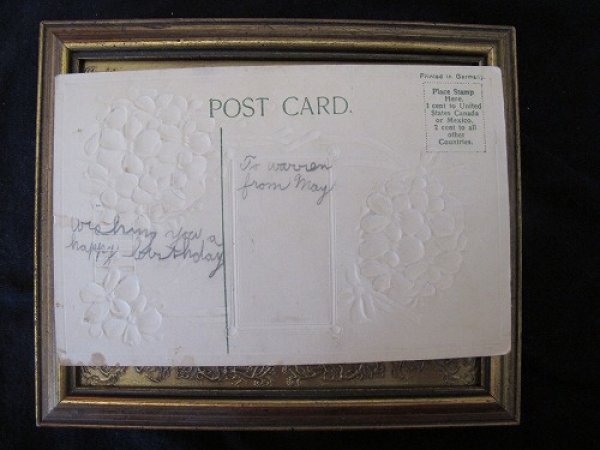 Printed in Germany.
POST CARD.
Place Stamp
Here,
1 cent to United
States Canada
or Mexico,
2 cent to all
other
Countries.
To warren
from May
wishing you a
happy birthday